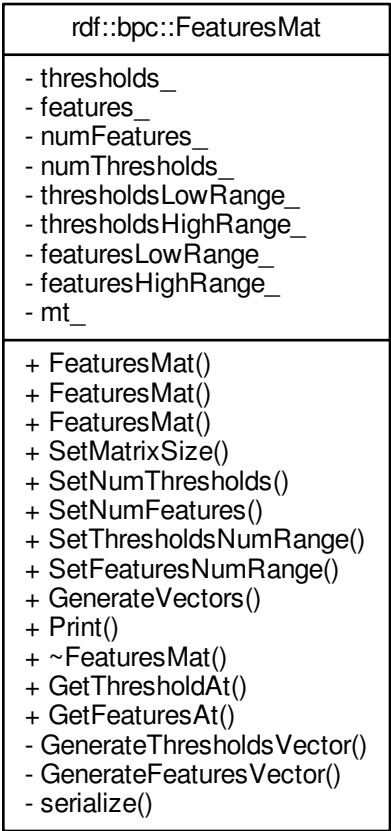 rdf::bpc::FeaturesMat
- thresholds_
- features_
- numFeatures_
- numThresholds_
- thresholdsLowRange_
- thresholdsHighRange_
- featuresLowRange_
- featuresHighRange_
- mt_
+ FeaturesMat()
+ FeaturesMat()
+ FeaturesMat()
+ SetMatrixSize()
+ SetNumThresholds()
+ SetNumFeatures()
+ SetThresholdsNumRange()
+ SetFeaturesNumRange()
+ GenerateVectors()
+ Print()
+ ~FeaturesMat()
+ GetThresholdAt()
+ GetFeaturesAt()
- GenerateThresholdsVector()
- GenerateFeaturesVector()
- serialize()